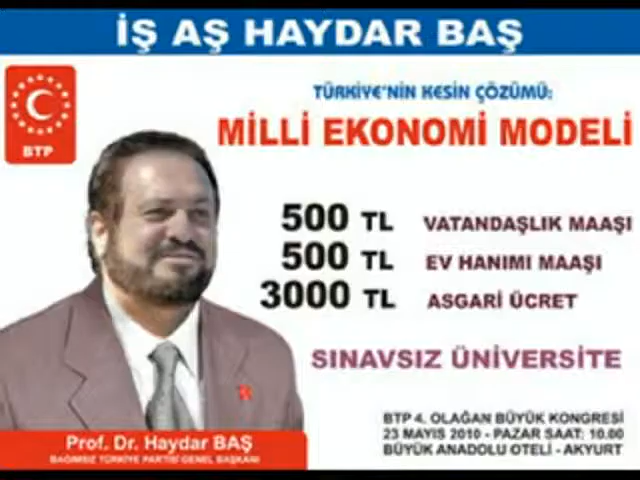 İŞ AŞ HAYDAR BAŞ
TÜRKİYE'NİN KESİN ÇÖZÜMÜ:
MİLLİ EKONOMİ MODELİ
BTP
500 TL VATANDAŞLIK MAAŞI
500 TL EV HANIMI MAAŞI
3000 TL ASGARİ ÜCRET
SINAVSIZ ÜNİVERSİTE
Prof. Dr. Haydar BAŞ
BAĞIMSIZ TÜRKİYE PARTİSİ GENEL BAŞKANI
BTP 4. OLAĞAN BÜYÜK KONGRESİ
23 MAYIS 2010 - PAZAR SAAT: 10.00
BÜYÜK ANADOLU OTELİ - AKYURT